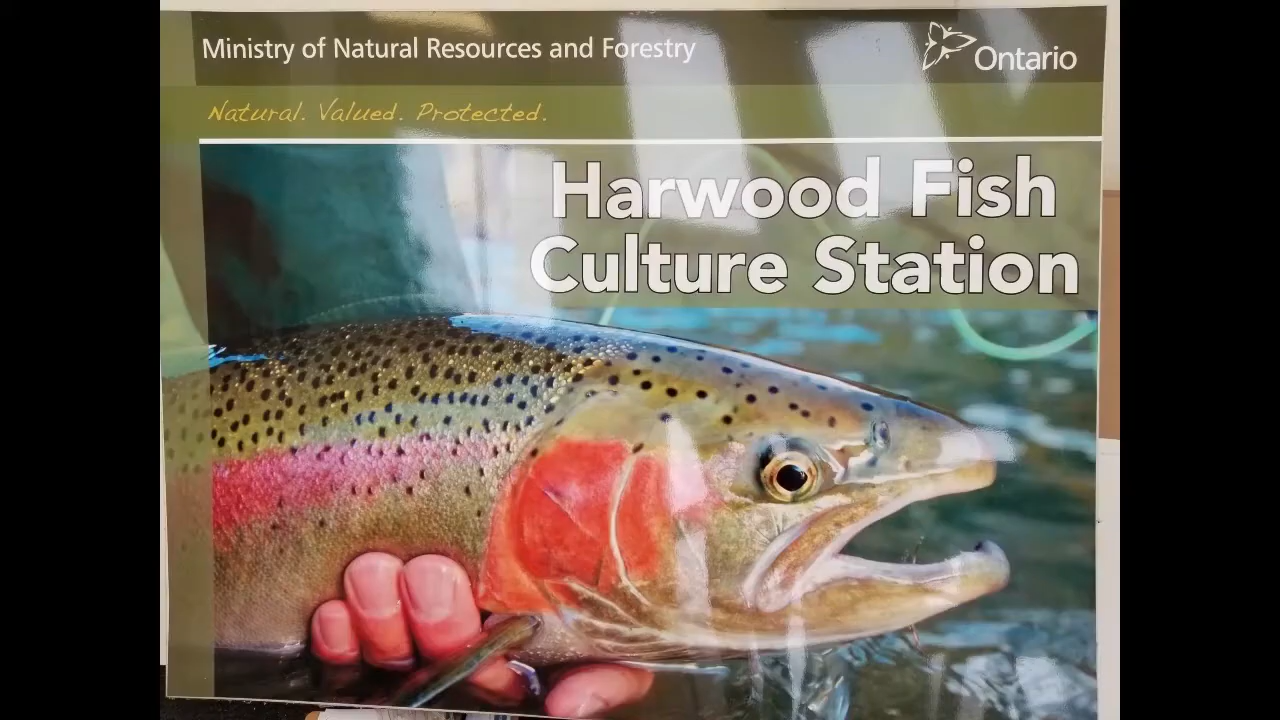 Ministry of Natural Resources and Forestry
Ontario
Natural. Valued. Protected.
Harwood Fish
Culture Station